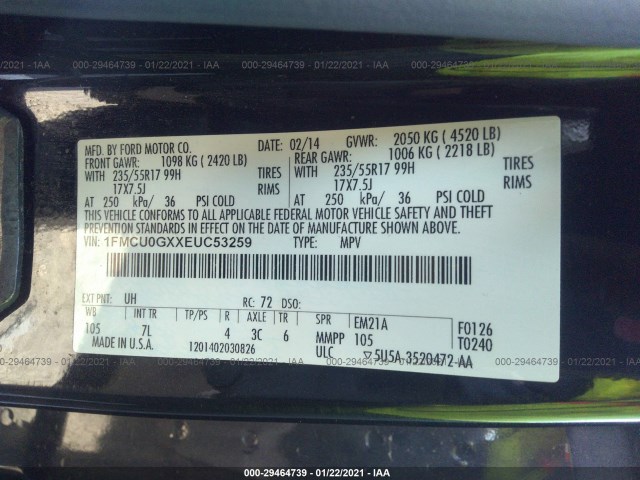 000-29464739 - 01/22/2021 - IAA
MFD. BY FORD MOTOR CO. DATE: 02/14 GVWR: 2050 KG ( 4520 LB)
FRONT GAWR: 1098 KG ( 2420 LB) REAR GAWR: 1006 KG ( 2218 LB)
WITH 235/55R17 99H TIRES WITH 235/55R17 99H TIRES
17X7.5J RIMS 17X7.5J RIMS
AT 250 kPa/ 36 PSI COLD AT 250 kPa/ 36 PSI COLD
THIS VEHICLE CONFORMS TO ALL APPLICABLE FEDERAL MOTOR VEHICLE SAFETY AND THEFT
PREVENTION STANDARDS IN EFFECT ON THE DATE OF MANUFACTURE SHOWN ABOVE.
VIN: 1FMCU0GXXEUC53259 TYPE: MPV
EXT PNT: UH RC: 72 DSO:
WB INT TR TP/PS R AXLE TR SPR EM21A F0126
105 7L 4 3C 6 MMPP 105 T0240
MADE IN U.S.A. 1201402030826 ULC 5U5A-3520472-AA
000-29464739 - 01/22/2021 - IAA